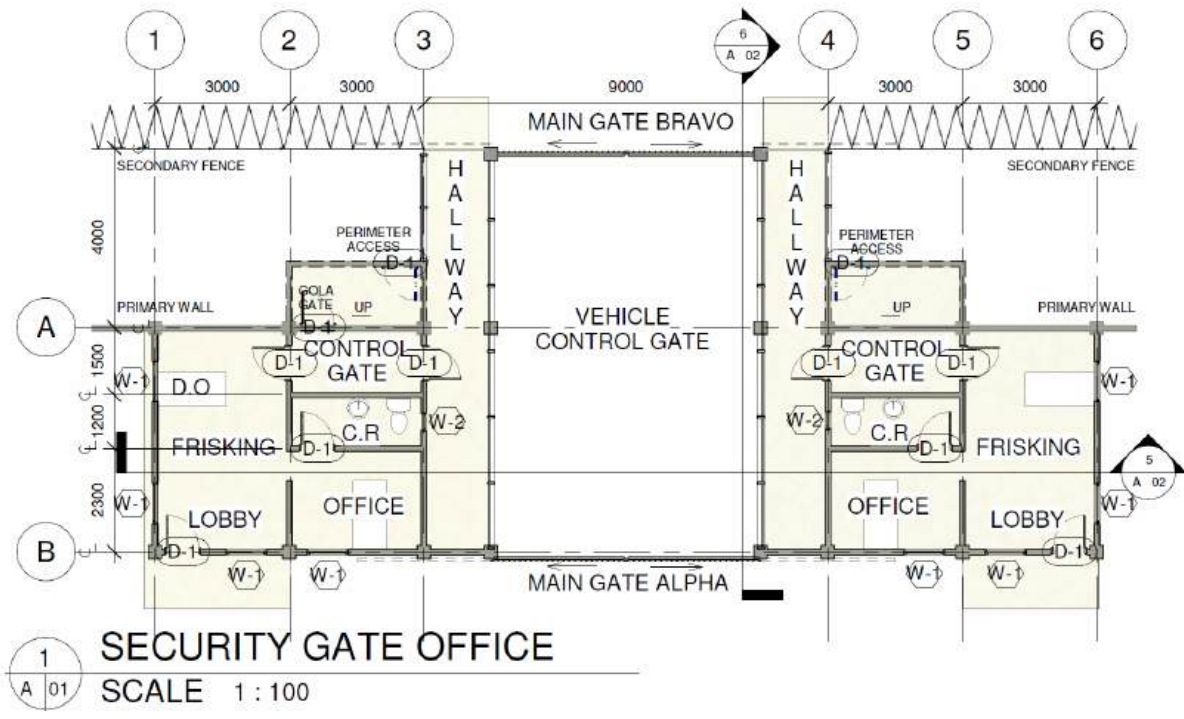 1
2
3
6
A 02
4
5
6
3000
3000
9000
3000
3000
MAIN GATE BRAVO
SECONDARY FENCE
SECONDARY FENCE
HALLWAY
HALLWAY
4000
PERIMETER
ACCESS
D-1
PERIMETER
ACCESS
D-1
GOLA
GATE
UP
D-1
UP
PRIMARY WALL
PRIMARY WALL
A
VEHICLE
CONTROL GATE
1500
D-1
CONTROL
GATE
D-1
D-1
CONTROL
GATE
D-1
W-1
D.O
W-1
1200
W-2
W-2
C.R
C.R
FRISKING
D-1
D-1
FRISKING
5
A 02
2300
W-1
LOBBY
OFFICE
OFFICE
LOBBY
W-1
B
D-1
D-1
W-1
W-1
MAIN GATE ALPHA
W-1
W-1
1
A 01
SECURITY GATE OFFICE
SCALE 1 : 100